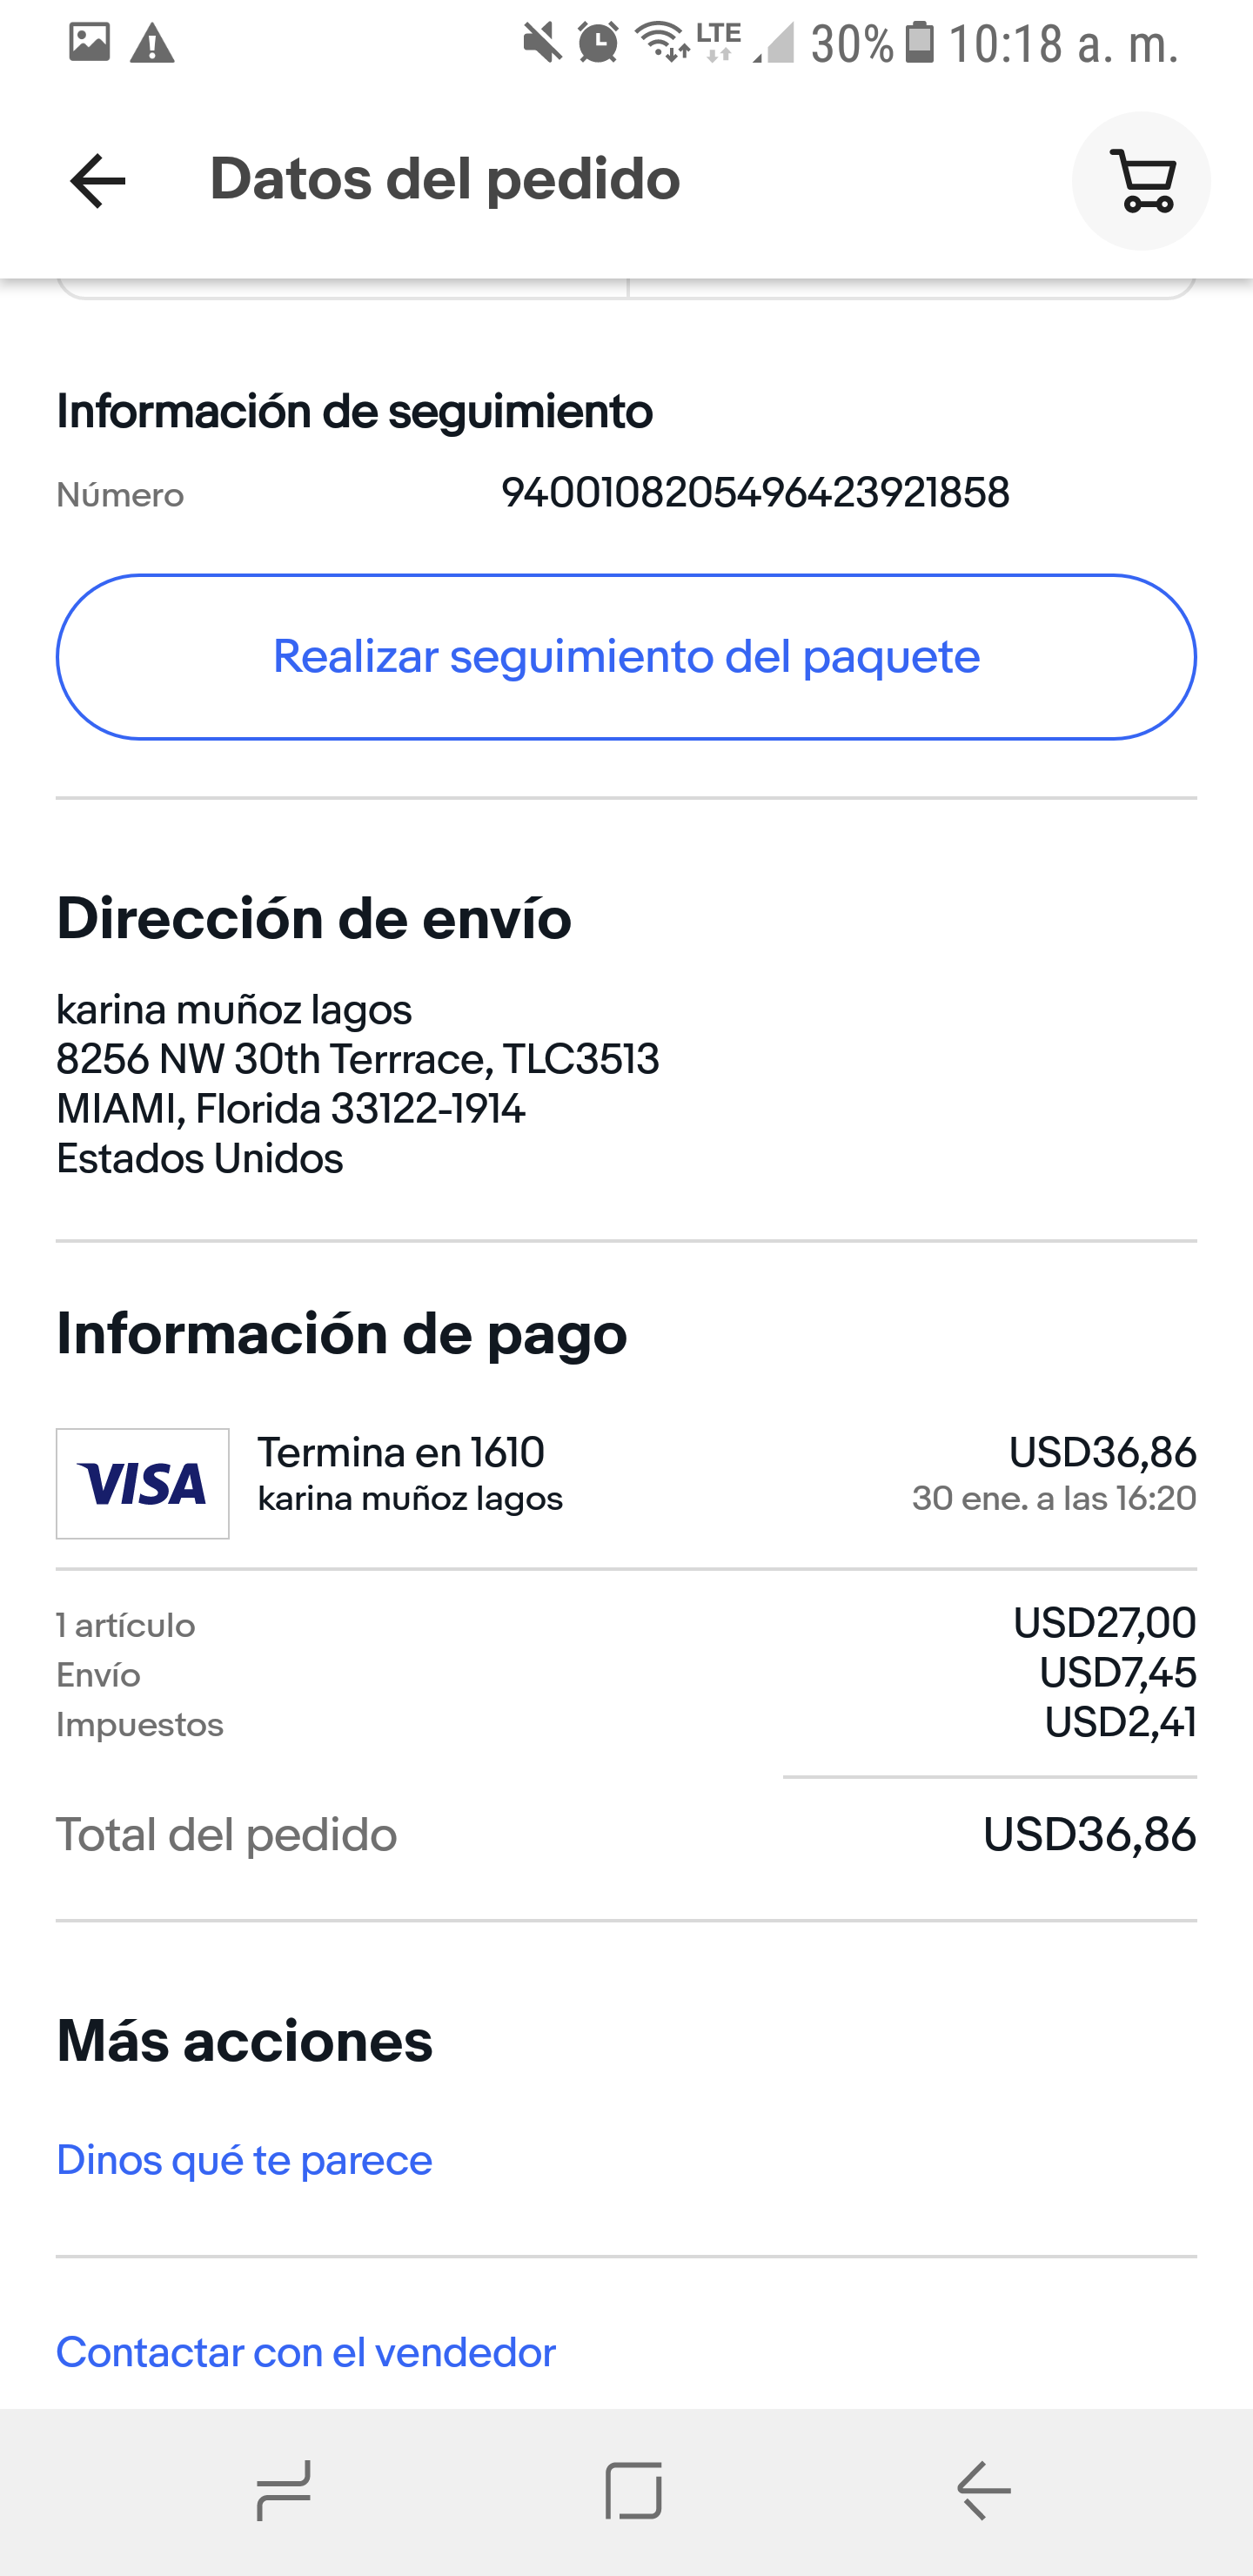 LTE 30% 10:18 a. m.
Datos del pedido
Información de seguimiento
Número 9400108205496423921858
Realizar seguimiento del paquete
Dirección de envío
karina muñoz lagos
8256 NW 30th Terrrace, TLC3513
MIAMI, Florida 33122-1914
Estados Unidos
Información de pago
VISA Termina en 1610 USD36,86
karina muñoz lagos 30 ene. a las 16:20
1 artículo USD27,00
Envío USD7,45
Impuestos USD2,41
Total del pedido USD36,86
Más acciones
Dinos qué te parece
Contactar con el vendedor